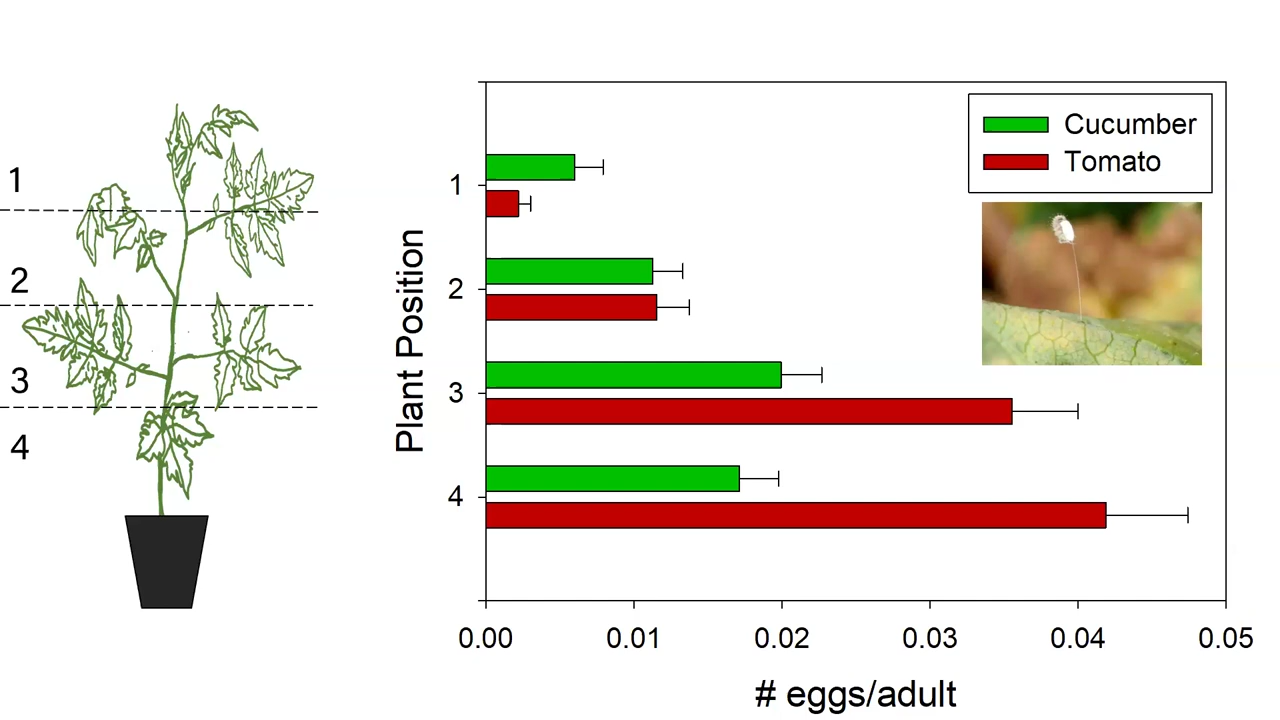 1
2
3
4
Plant Position
1
2
3
4
Cucumber
Tomato
0.00 0.01 0.02 0.03 0.04 0.05
# eggs/adult